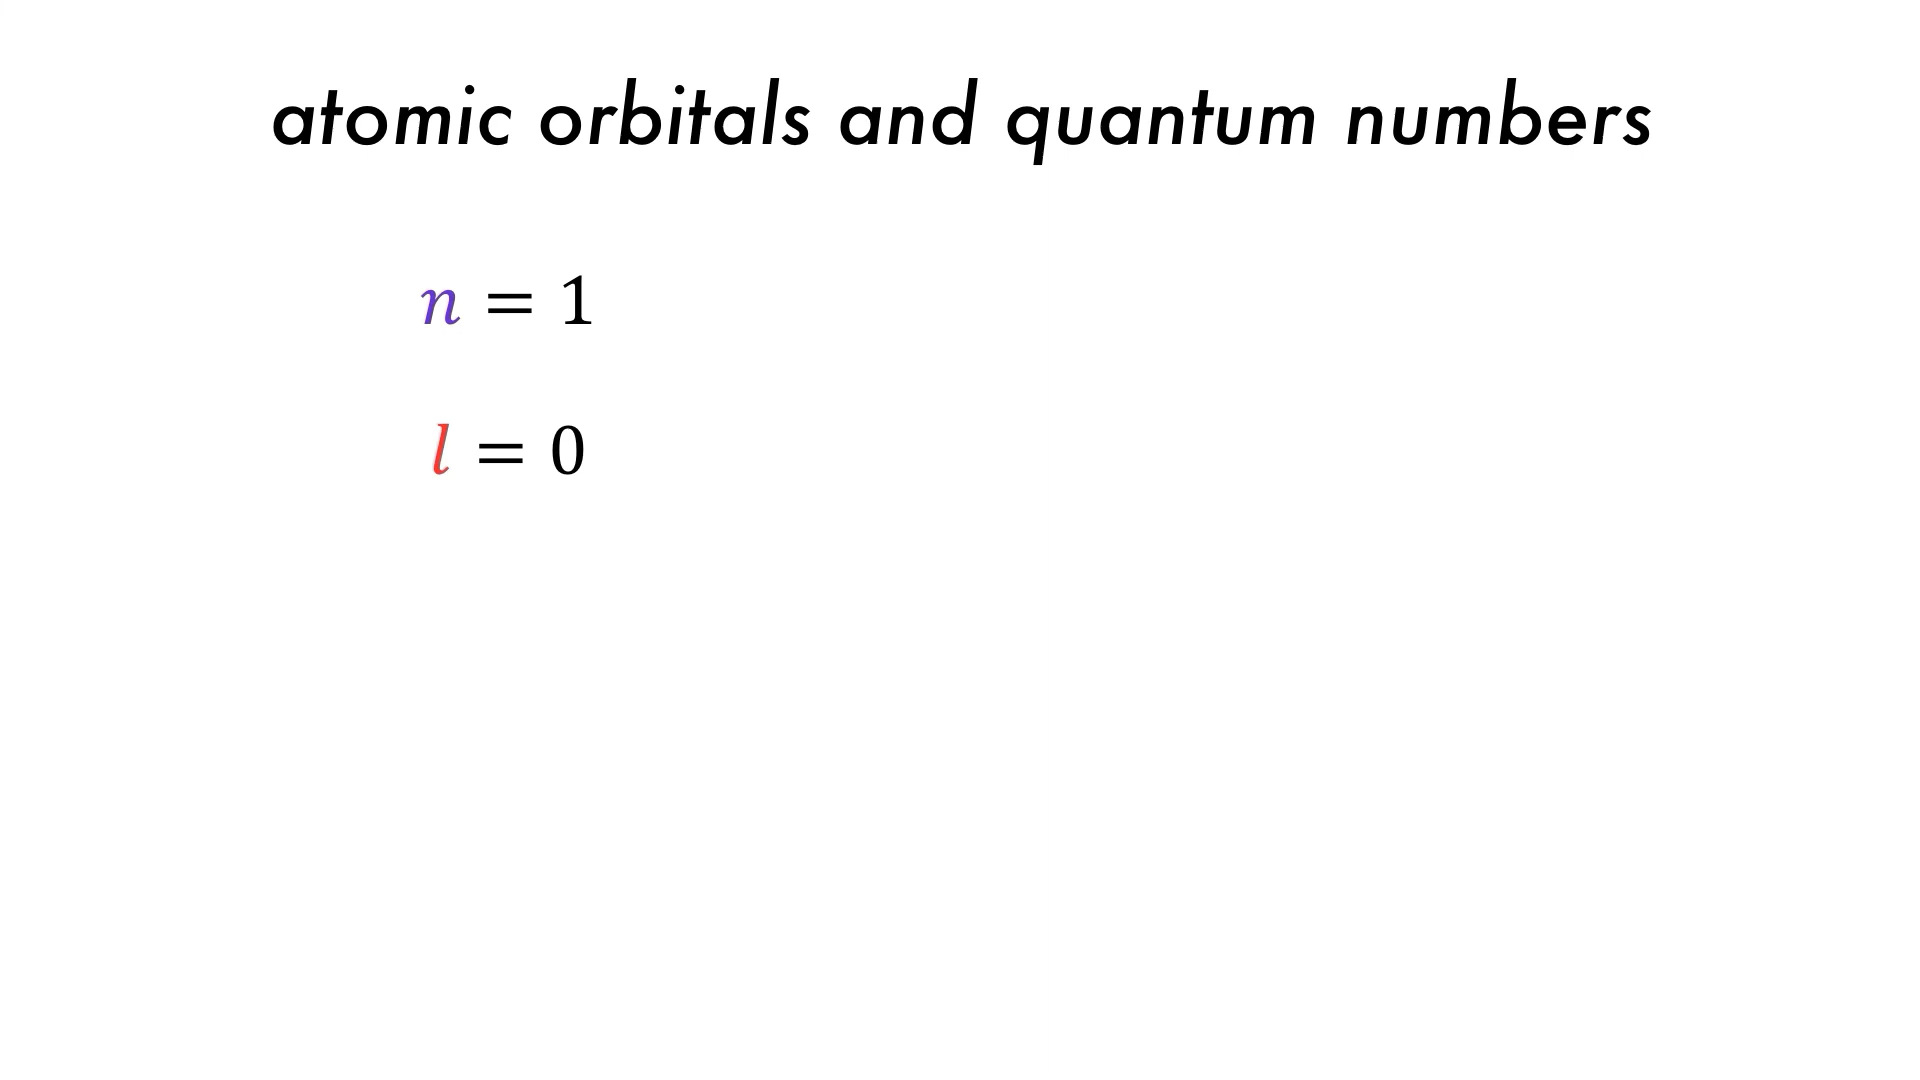 atomic orbitals and quantum numbers
n = 1
l = 0